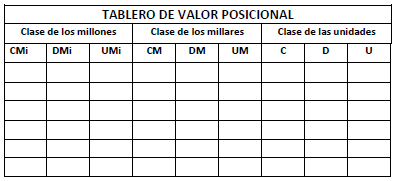 TABLERO DE VALOR POSICIONAL
Clase de los millones Clase de los millares Clase de las unidades
CMi DMi UMi CM DM UM C D U